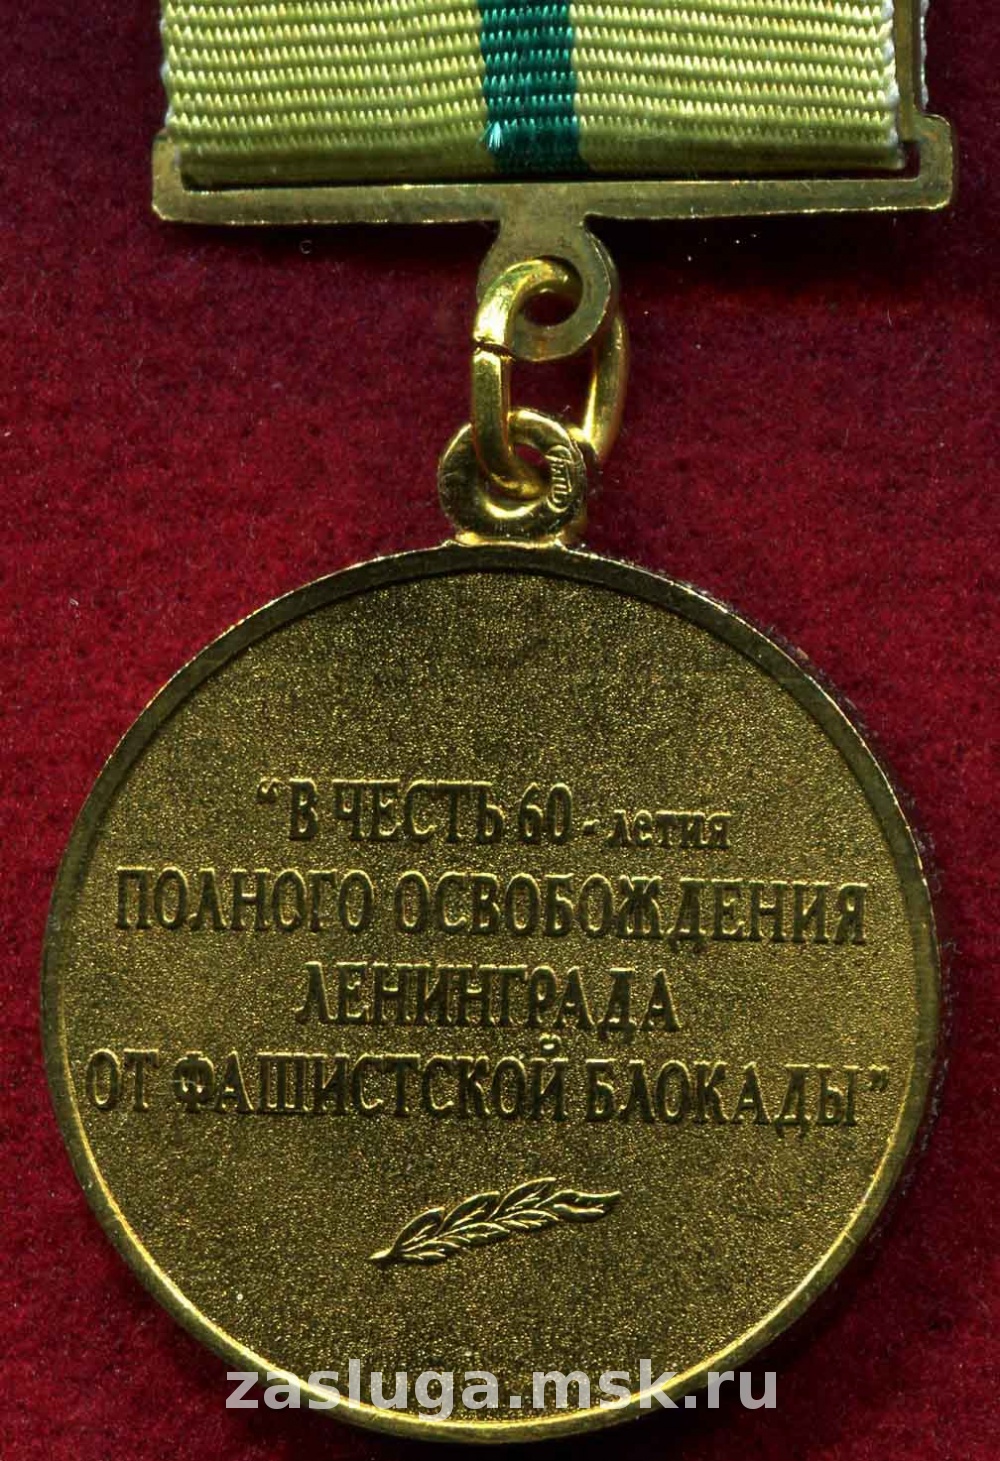 “В ЧЕСТЬ 60-летия
ПОЛНОГО ОСВОБОЖДЕНИЯ
ЛЕНИНГРАДА
ОТ ФАШИСТСКОЙ БЛОКАДЫ”
zasluga.msk.ru